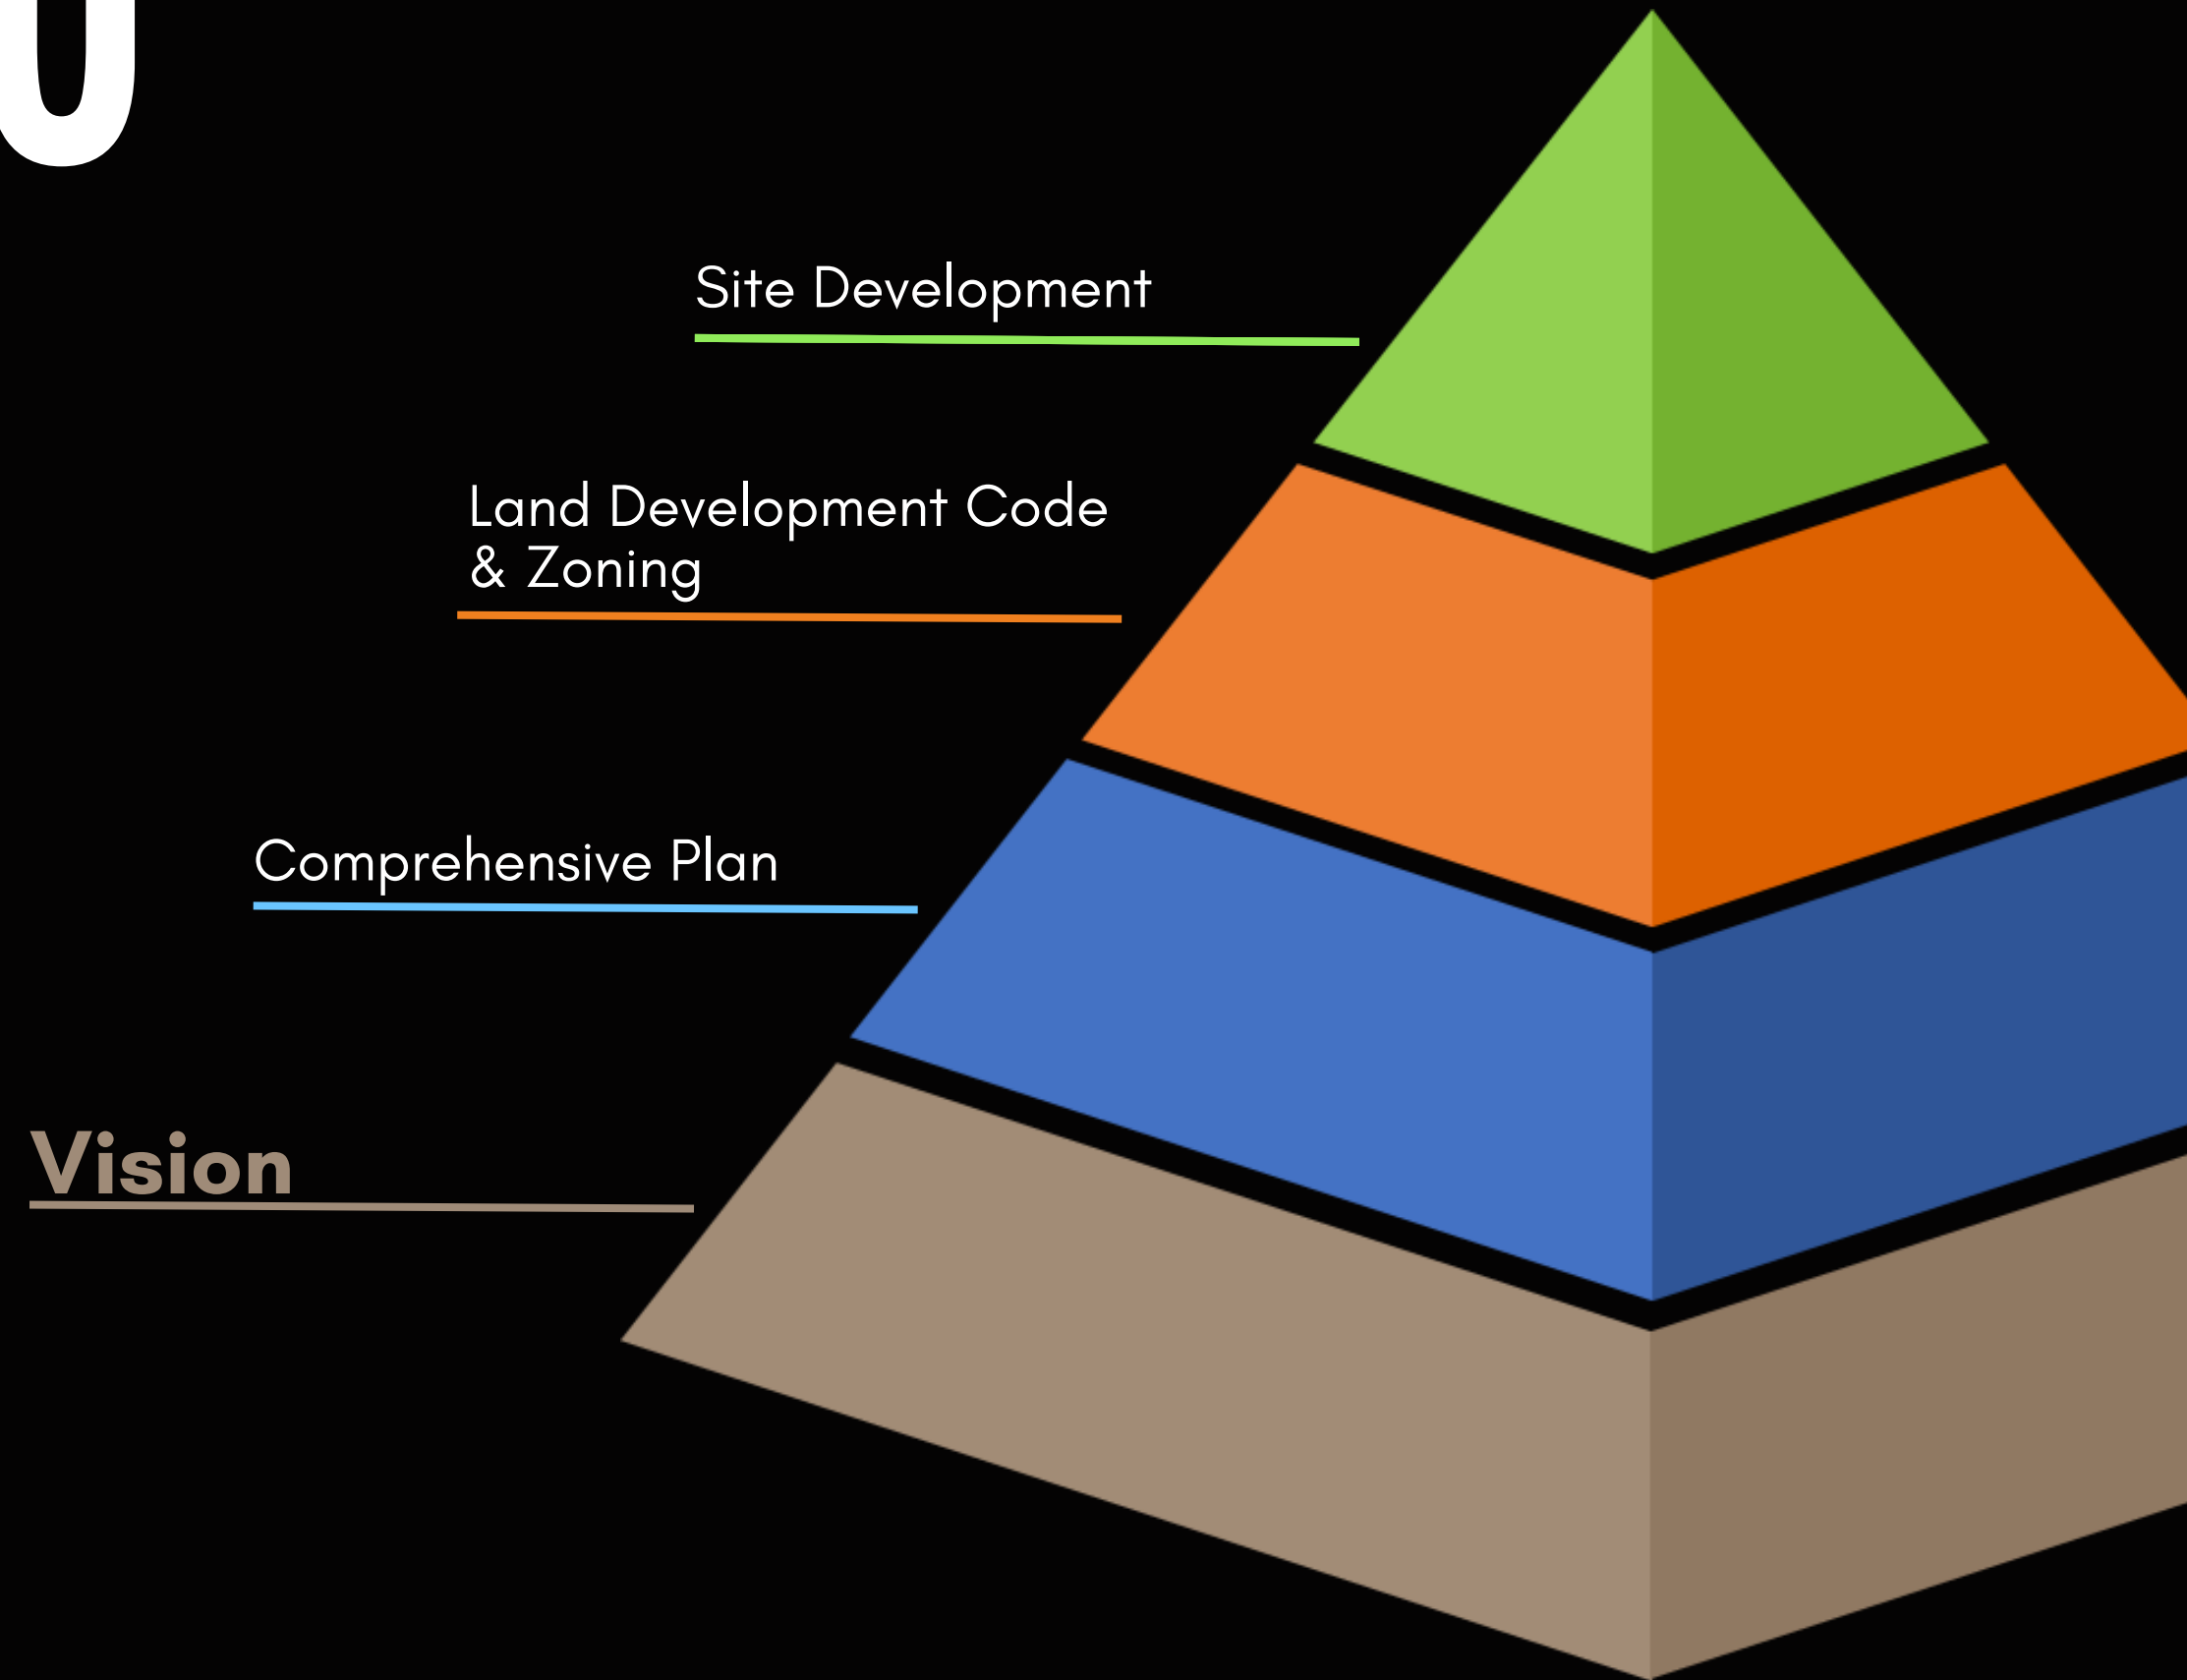 U
Site Development
Land Development Code
& Zoning
Comprehensive Plan
Vision